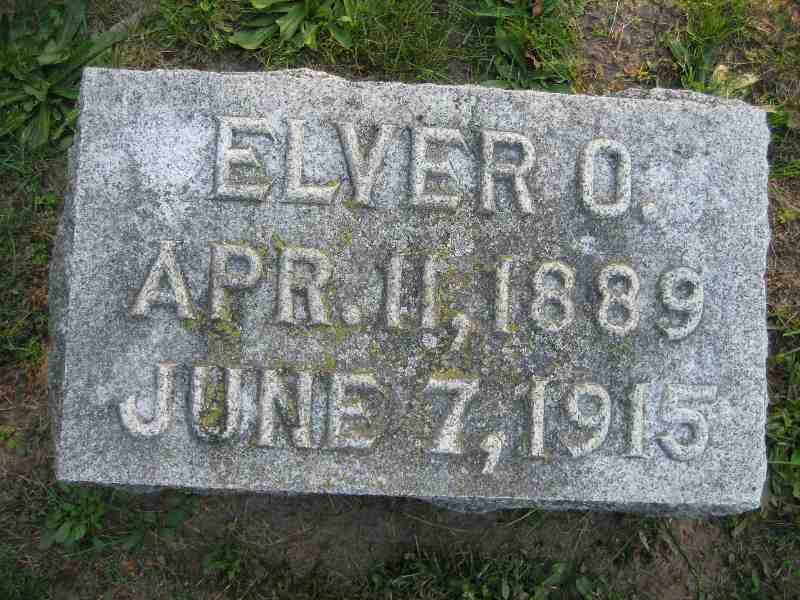 ELVER O.
APR. 11, 1889
JUNE 7, 1915